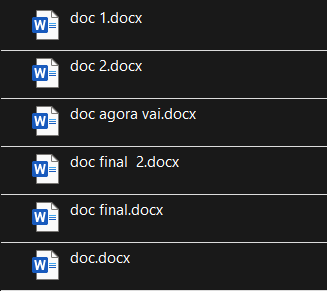 doc 1.docx
doc 2.docx
doc agora vai.docx
doc final  2.docx
doc final.docx
doc.docx